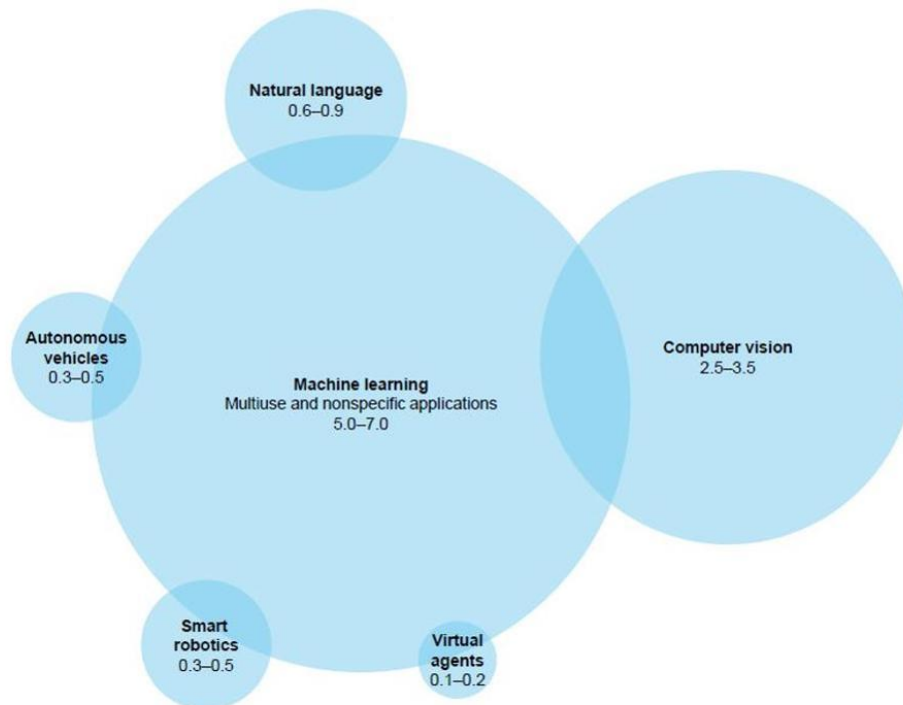 Natural language
0.6–0.9
Autonomous
vehicles
0.3–0.5
Machine learning
Multiuse and nonspecific applications
5.0–7.0
Computer vision
2.5–3.5
Smart
robotics
0.3–0.5
Virtual
agents
0.1–0.2